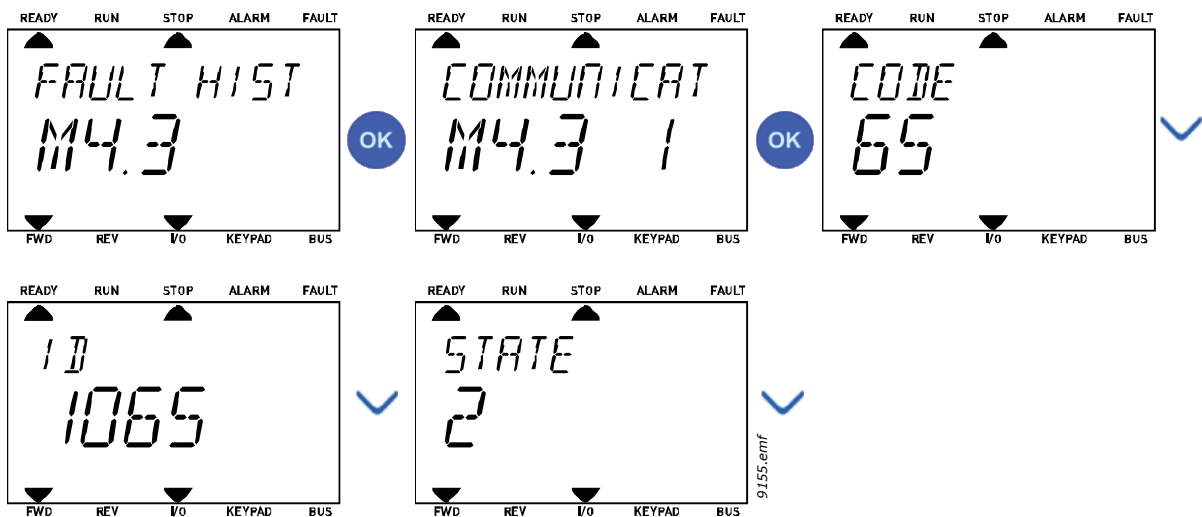 READY RUN STOP ALARM FAULT
FAULT HIST
M4.3
FWD REV I/O KEYPAD BUS
OK
READY RUN STOP ALARM FAULT
COMMUNICAT
M4.3 1
FWD REV I/O KEYPAD BUS
OK
READY RUN STOP ALARM FAULT
CODE
65
FWD REV I/O KEYPAD BUS
READY RUN STOP ALARM FAULT
ID
1065
FWD REV I/O KEYPAD BUS
READY RUN STOP ALARM FAULT
STATE
2
FWD REV I/O KEYPAD BUS
9155.emf